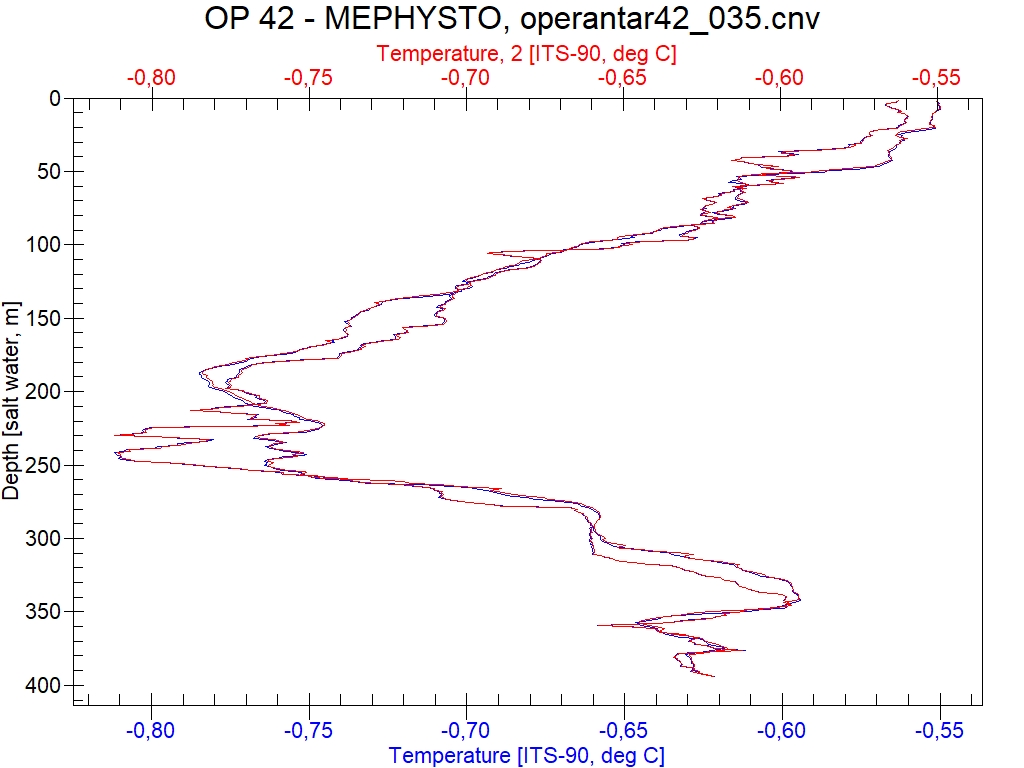 OP 42 - MEPHYSTO, operantar42_035.cnv
Temperature, 2 [ITS-90, deg C]
-0,80 -0,75 -0,70 -0,65 -0,60 -0,55
0
50
100
150
200
250
300
350
400
Depth [salt water, m]
-0,80 -0,75 -0,70 -0,65 -0,60 -0,55
Temperature [ITS-90, deg C]